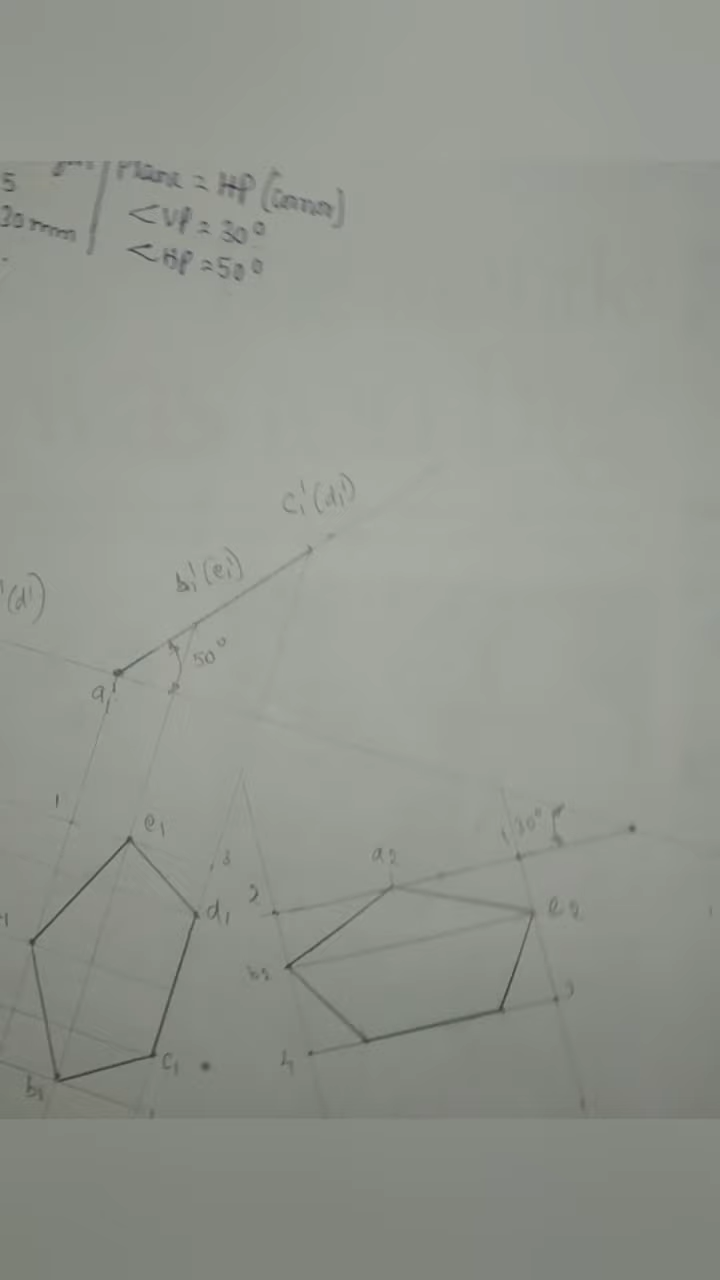 5
Plane = HP (corner)
30 mm
<VP = 30°
<HP = 50°
c₁'(d₁')
b₁'(e₁')
'(d')
50°
a₁'
1
e₁
30°
a₂
3
2
d₁
e₂
b₂
c₁
4
b₁